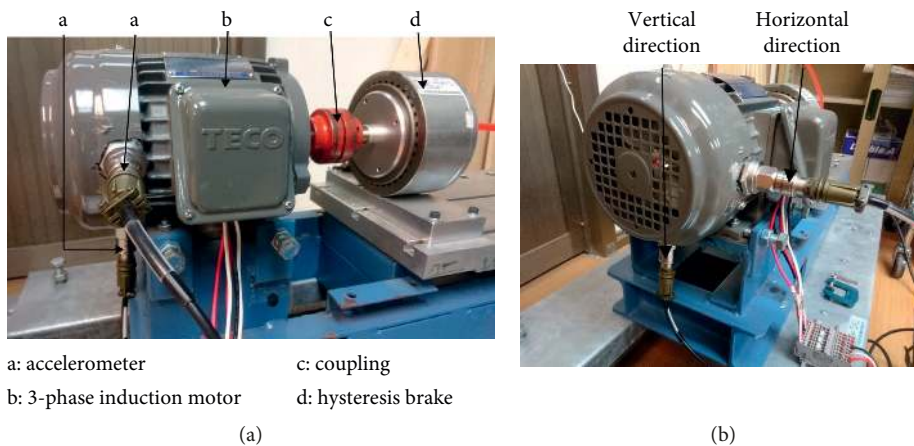 a a b c d
TECO
a: accelerometer c: coupling
b: 3-phase induction motor d: hysteresis brake
(a)
Vertical direction
Horizontal direction
(b)